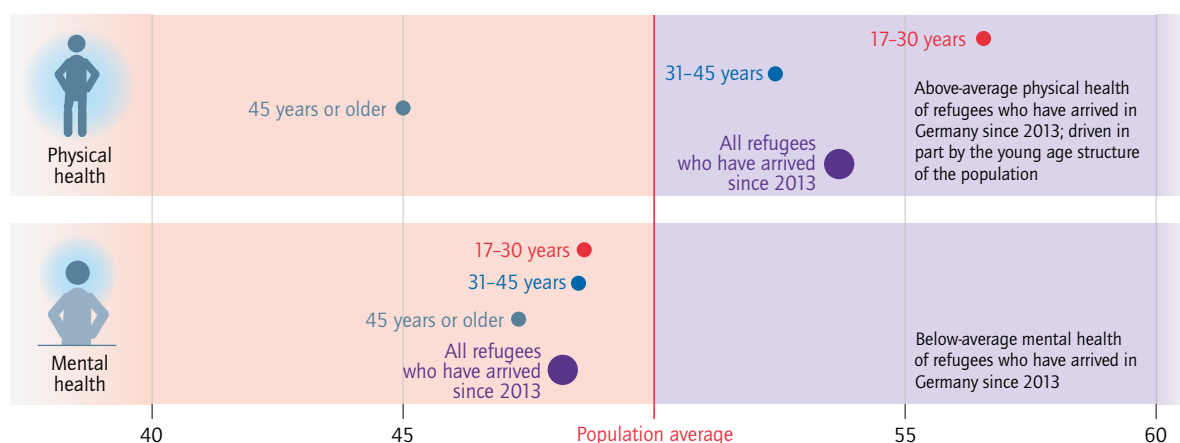 17–30 years
31–45 years
45 years or older
All refugees
who have arrived
since 2013
Above-average physical health
of refugees who have arrived in
Germany since 2013; driven in
part by the young age structure
of the population
Physical
health
17–30 years
31–45 years
45 years or older
All refugees
who have arrived
since 2013
Below-average mental health
of refugees who have arrived in
Germany since 2013
Mental
health
40
45
Population average
55
60